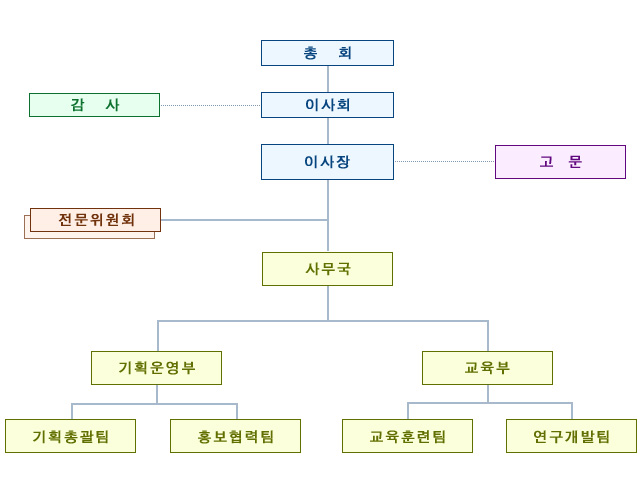 총 회
감 사
이사회
이사장
고 문
전문위원회
사무국
기획운영부
교육부
기획총괄팀
홍보협력팀
교육훈련팀
연구개발팀